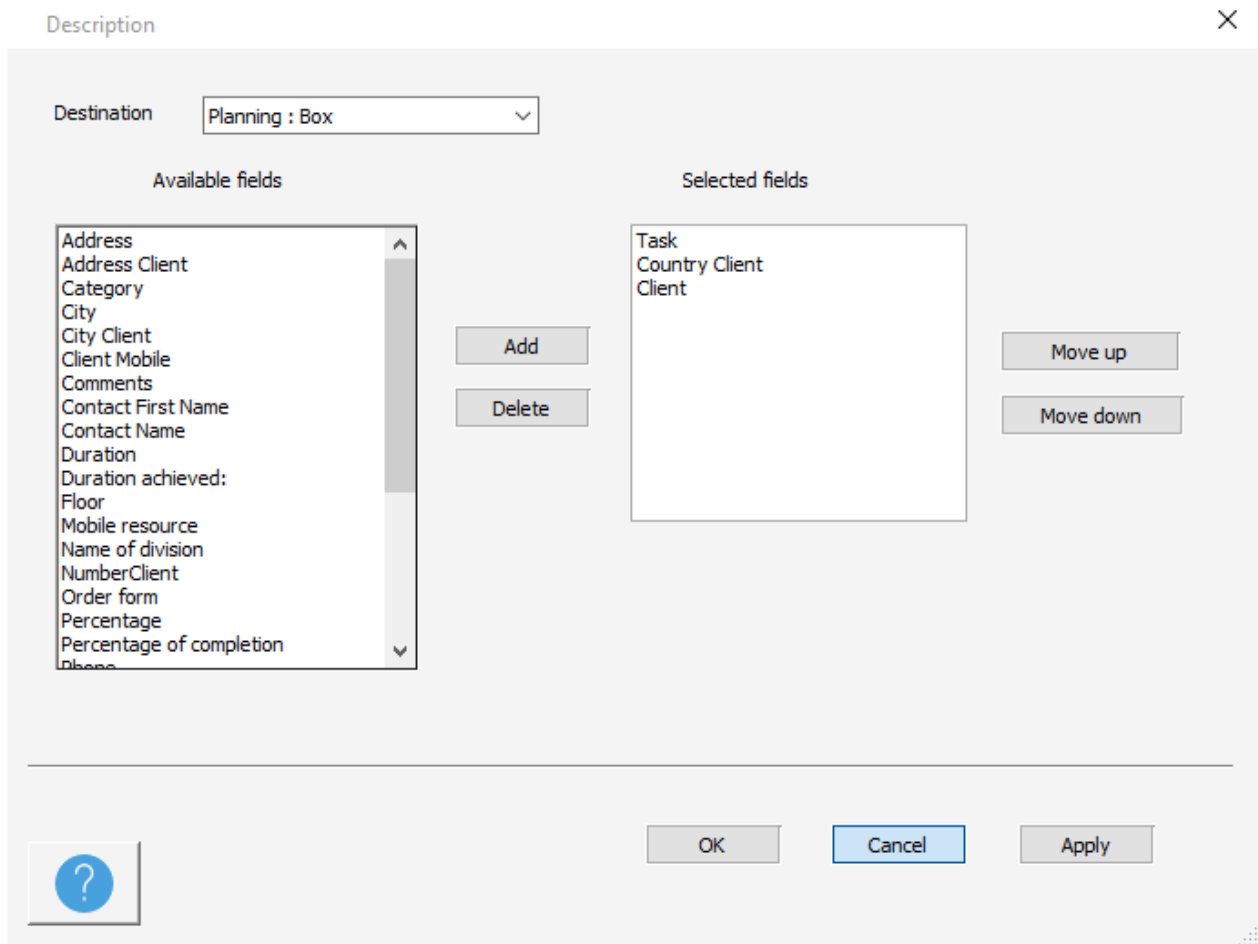 Description
Destination
Planning : Box
Available fields
Selected fields
Address
Address Client
Category
City
City Client
Client Mobile
Comments
Contact First Name
Contact Name
Duration
Duration achieved:
Floor
Mobile resource
Name of division
NumberClient
Order form
Percentage
Percentage of completion
Phone
Add
Delete
Task
Country Client
Client
Move up
Move down
OK
Cancel
Apply
?